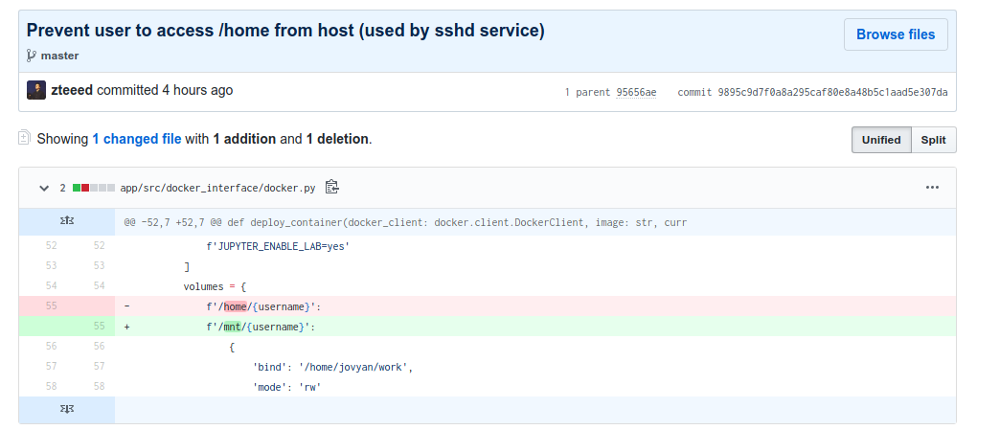 Prevent user to access /home from host (used by sshd service)
Browse files
master
zteeed committed 4 hours ago
1 parent 95656ae commit 9895c9d7f0a8a295caf80e8a48b5c1aad5e307da
Showing 1 changed file with 1 addition and 1 deletion.
Unified Split
2 app/src/docker_interface/docker.py
@@ -52,7 +52,7 @@ def deploy_container(docker_client: docker.client.DockerClient, image: str, curr
52 52 f'JUPYTER_ENABLE_LAB=yes'
53 53 ]
54 54 volumes = {
55 - f'/home/{username}':
55 + f'/mnt/{username}':
56 56 {
57 57 'bind': '/home/jovyan/work',
58 58 'mode': 'rw'